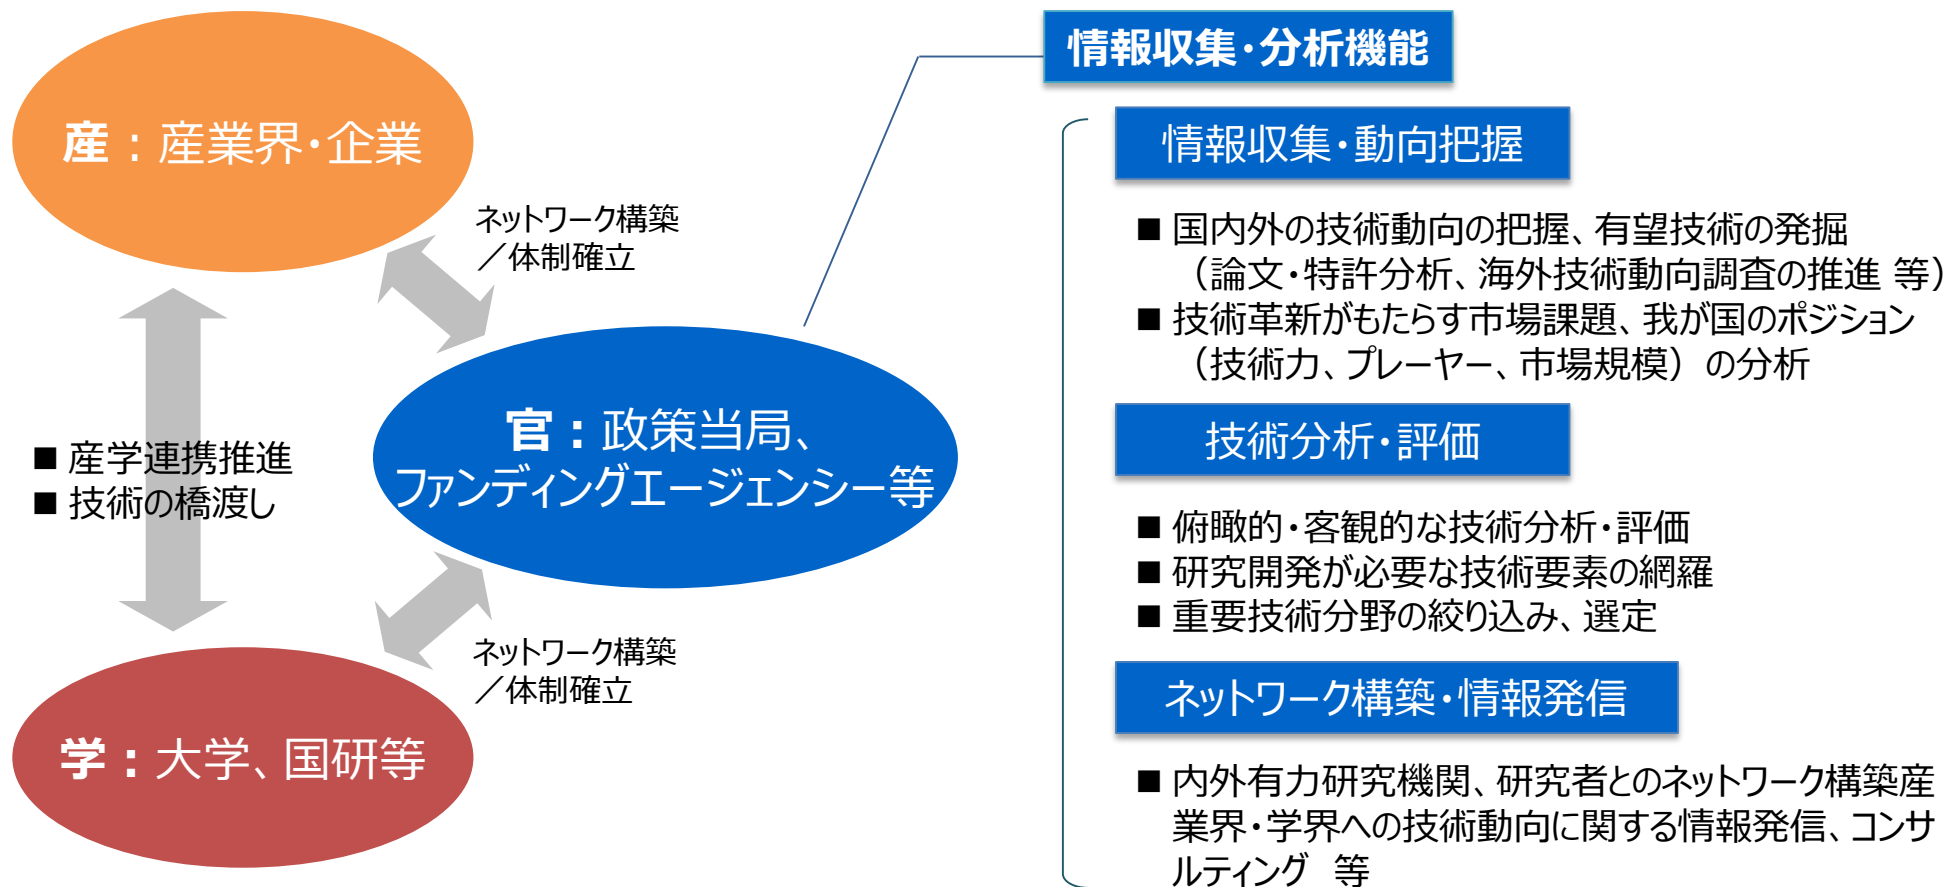 産：産業界・企業
ネットワーク構築
／体制確立
■ 産学連携推進
■ 技術の橋渡し
官：政策当局、
ファンディングエージェンシー等
ネットワーク構築
／体制確立
学：大学、国研等
情報収集・分析機能
情報収集・動向把握
■ 国内外の技術動向の把握、有望技術の発掘
（論文・特許分析、海外技術動向調査の推進 等）
■ 技術革新がもたらす市場課題、我が国のポジション
（技術力、プレーヤー、市場規模）の分析
技術分析・評価
■ 俯瞰的・客観的な技術分析・評価
■ 研究開発が必要な技術要素の網羅
■ 重要技術分野の絞り込み、選定
ネットワーク構築・情報発信
■ 内外有力研究機関、研究者とのネットワーク構築産
業界・学界への技術動向に関する情報発信、コンサ
ルティング　等